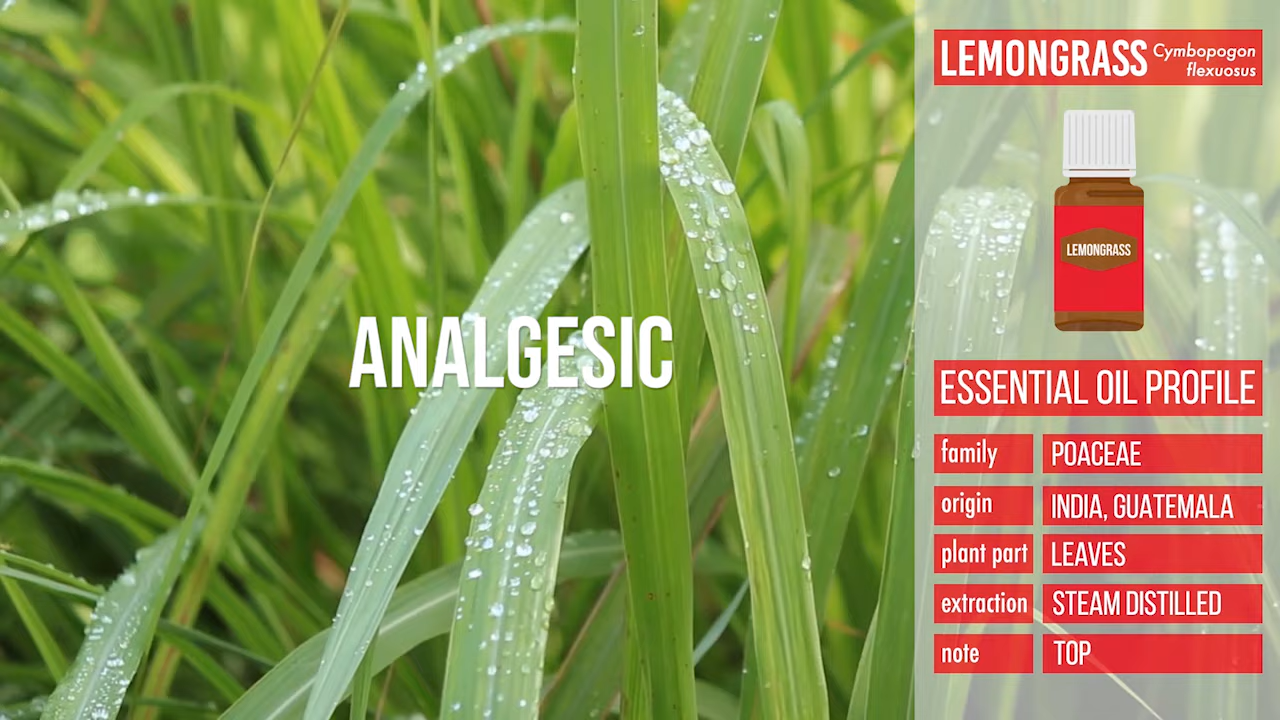 ANALGESIC
LEMONGRASS Cymbopogon
flexuosus
LEMONGRASS
ESSENTIAL OIL PROFILE
family POACEAE
origin INDIA, GUATEMALA
plant part LEAVES
extraction STEAM DISTILLED
note TOP